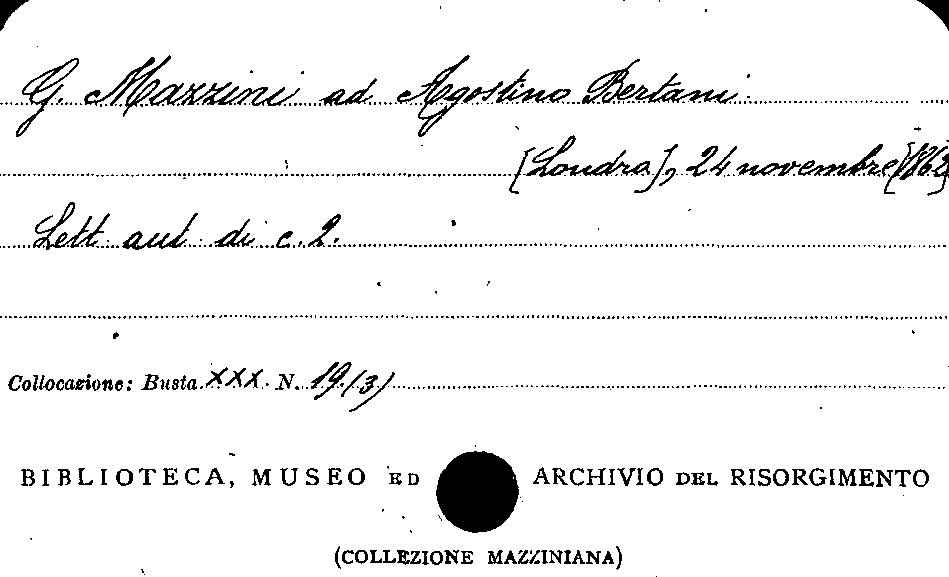 G. Mazzini ad Agostino Bertani
[Londra], 24 novembre
Lett. aut. di c. 2.
Collocazione: Busta XXX. N. 19.(3)
BIBLIOTECA, MUSEO ED ARCHIVIO DEL RISORGIMENTO
(COLLEZIONE MAZZINIANA)